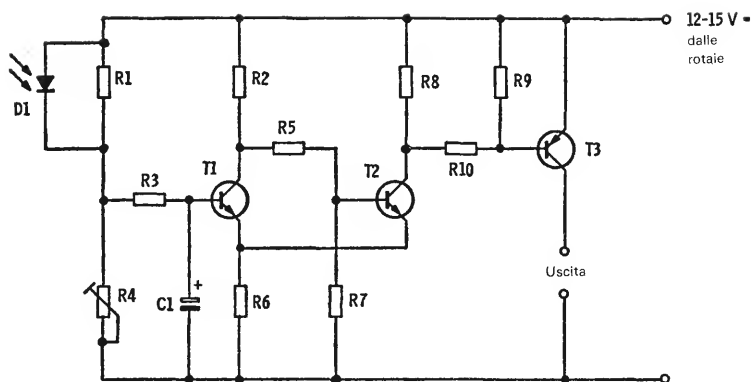 12-15 V =
dalle
rotaie
R1
R2
R8
R9
D1
R5
R10
T3
R3
T1
T2
R4
C1
+
R6
R7
Uscita